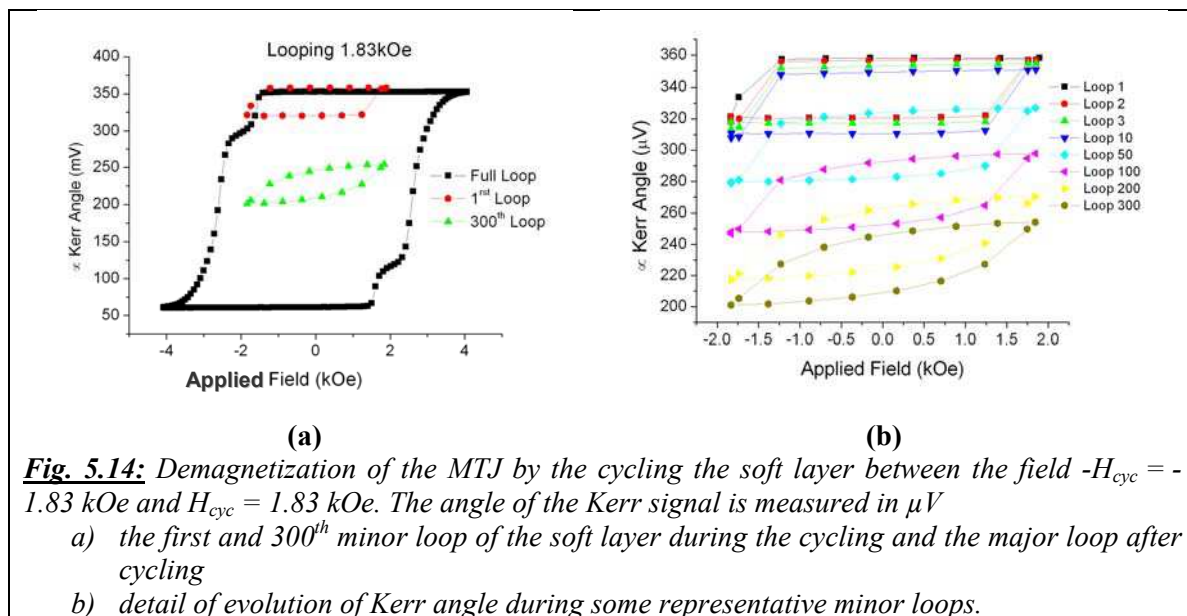 Looping 1.83kOe
∝ Kerr Angle (mV)
400
350
300
250
200
150
100
50
Full Loop
1ʳˢᵗ Loop
300ᵗʰ Loop
-4 -2 0 2 4
Applied Field (kOe)
(a)
∝ Kerr Angle (µV)
360
340
320
300
280
260
240
220
200
Loop 1
Loop 2
Loop 3
Loop 10
Loop 50
Loop 100
Loop 200
Loop 300
-2.0 -1.5 -1.0 -0.5 0.0 0.5 1.0 1.5 2.0
Applied Field (kOe)
(b)
Fig. 5.14: Demagnetization of the MTJ by the cycling the soft layer between the field -H_cyc = -
1.83 kOe and H_cyc = 1.83 kOe. The angle of the Kerr signal is measured in µV
a) the first and 300ᵗʰ minor loop of the soft layer during the cycling and the major loop after
cycling
b) detail of evolution of Kerr angle during some representative minor loops.